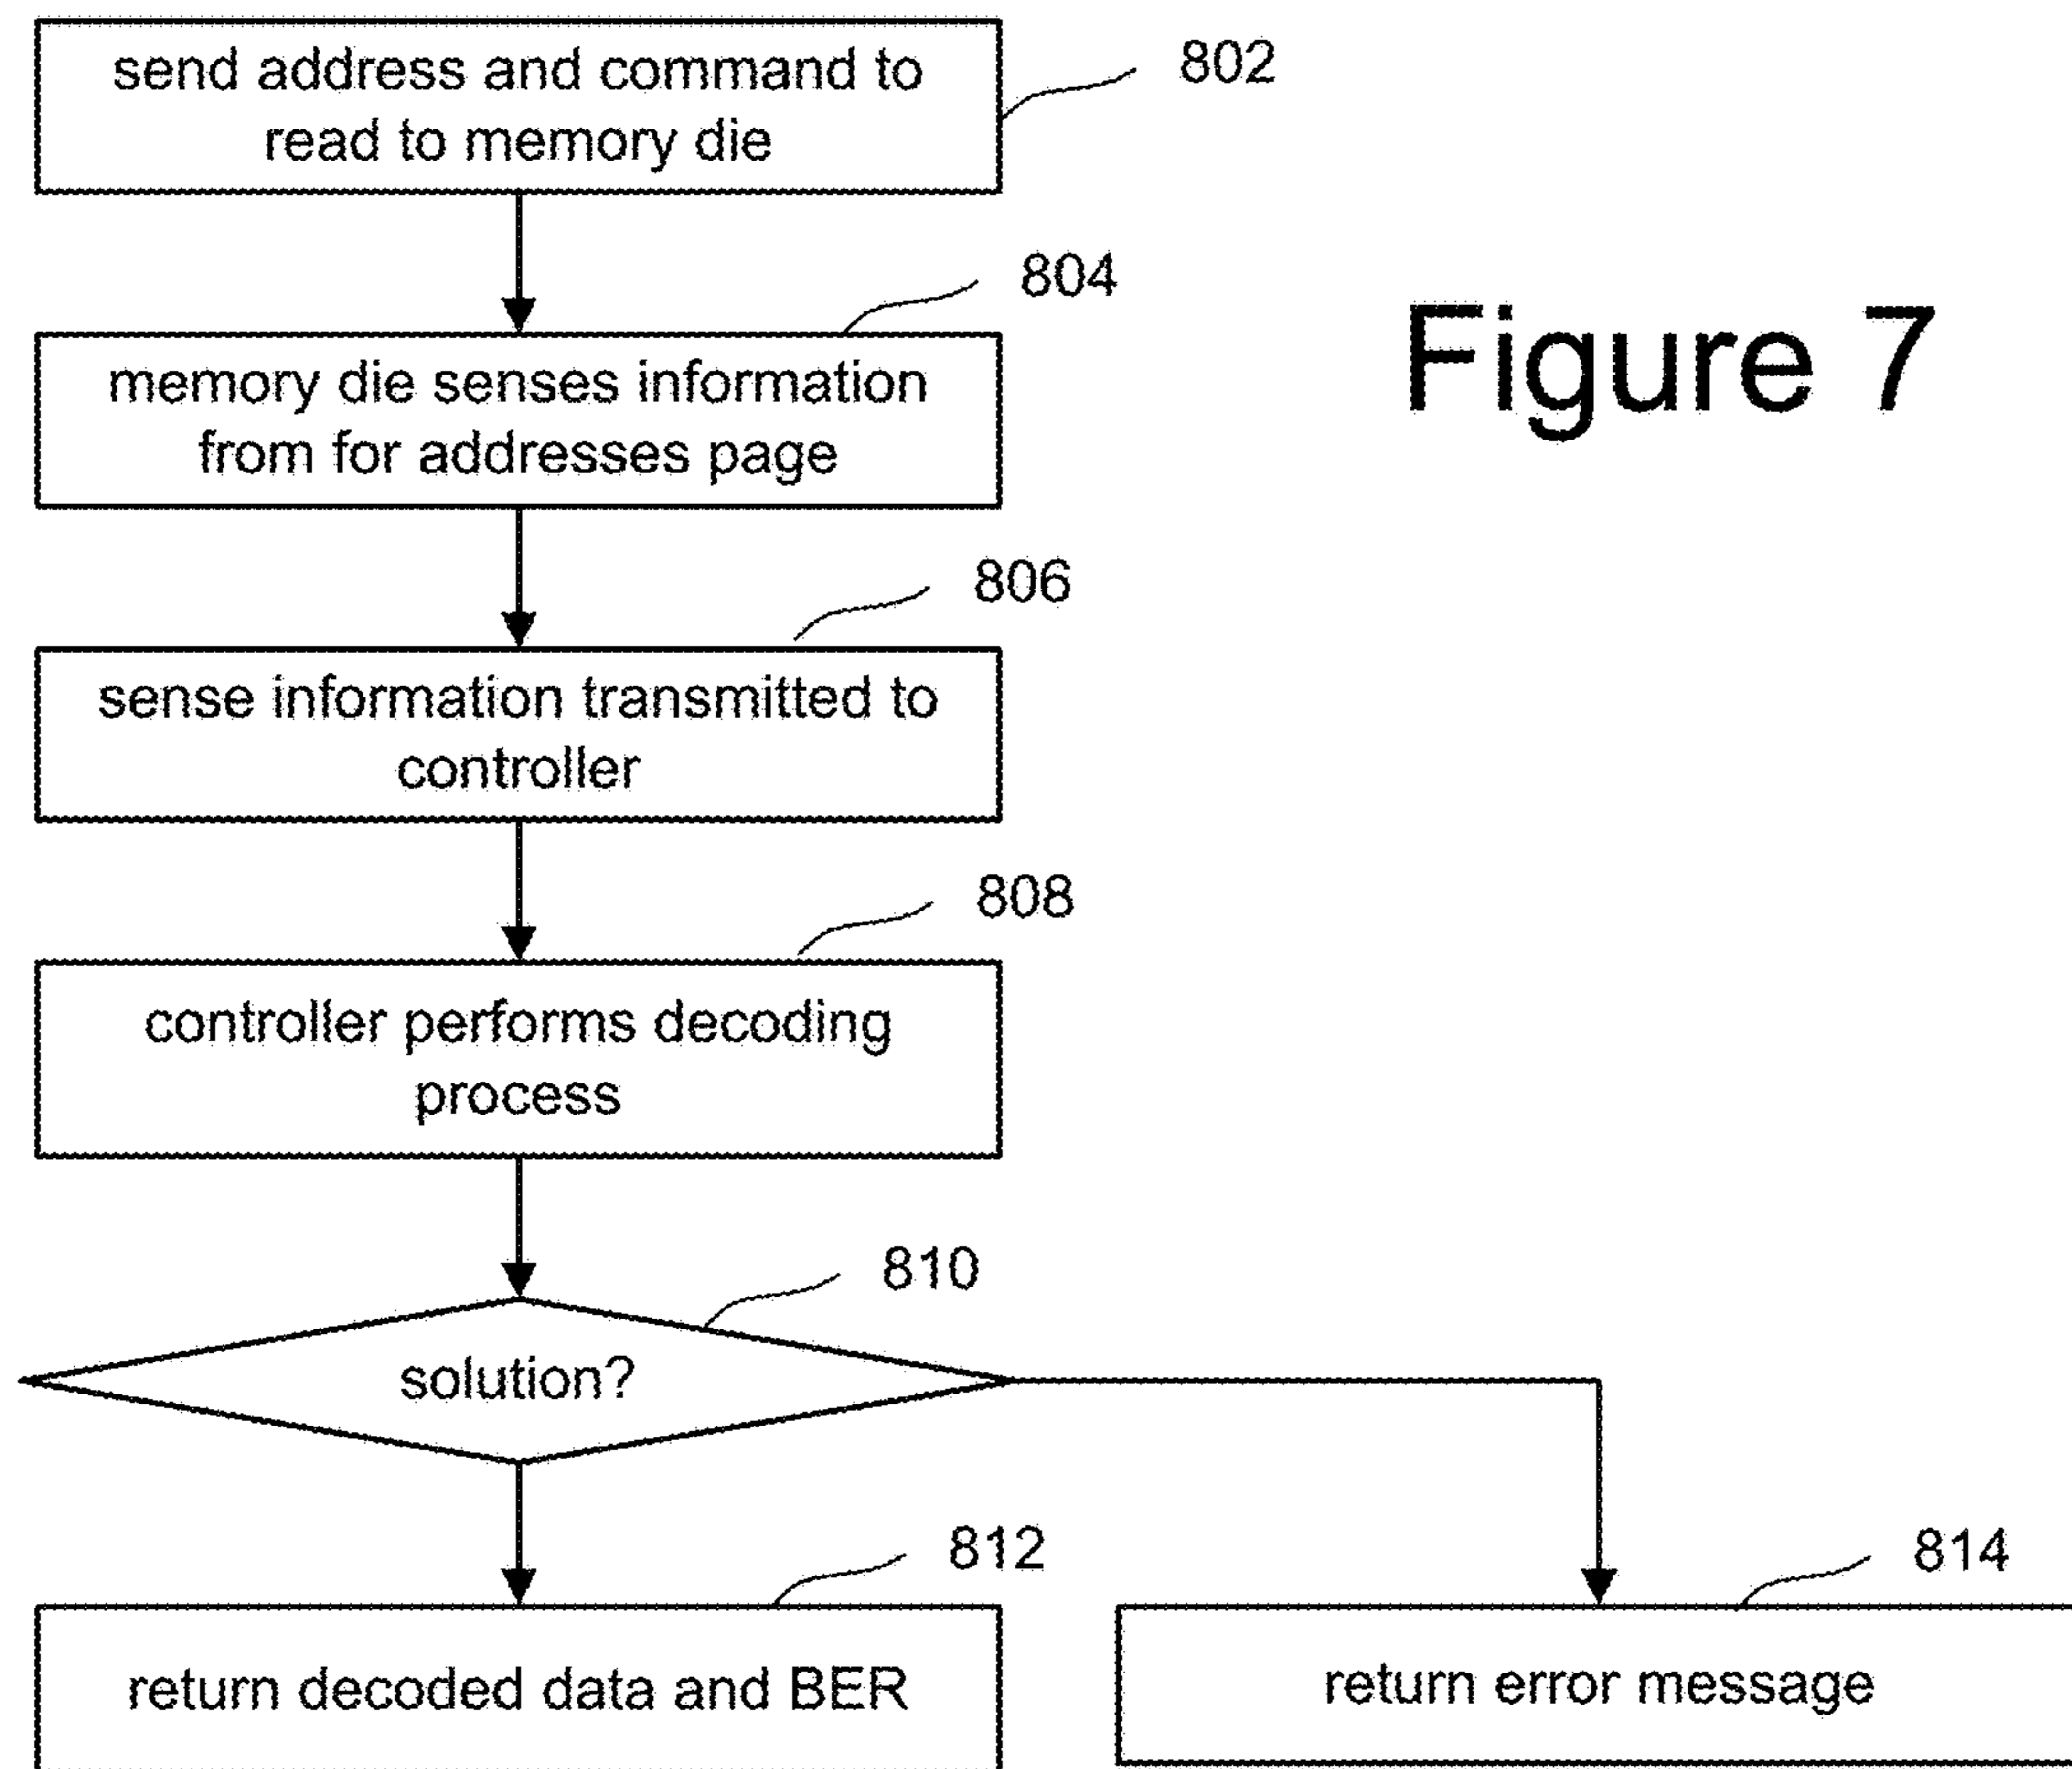 send address and command to
read to memory die
802
804
Figure 7
memory die senses information
from for addresses page
806
sense information transmitted to
controller
808
controller performs decoding
process
810
solution?
812
814
return decoded data and BER
return error message